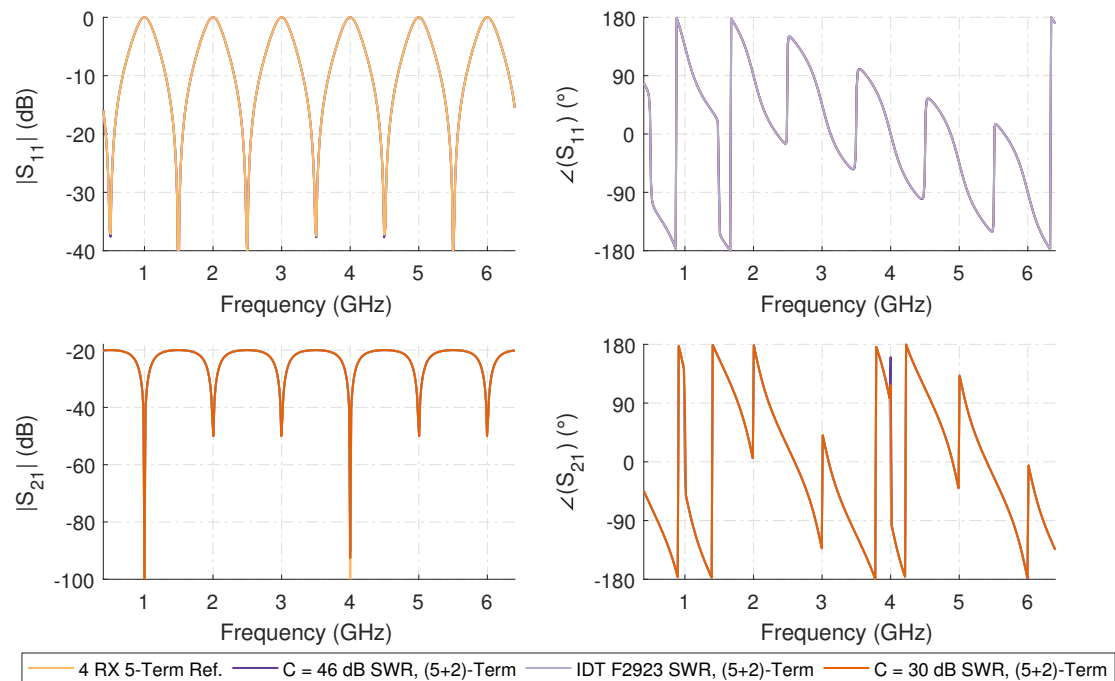 |S11| (dB)
0
-10
-20
-30
-40
1 2 3 4 5 6
Frequency (GHz)
∠(S11) (°)
180
90
0
-90
-180
1 2 3 4 5 6
Frequency (GHz)
|S21| (dB)
-20
-40
-60
-80
-100
1 2 3 4 5 6
Frequency (GHz)
∠(S21) (°)
180
90
0
-90
-180
1 2 3 4 5 6
Frequency (GHz)
4 RX 5-Term Ref. C = 46 dB SWR, (5+2)-Term IDT F2923 SWR, (5+2)-Term C = 30 dB SWR, (5+2)-Term